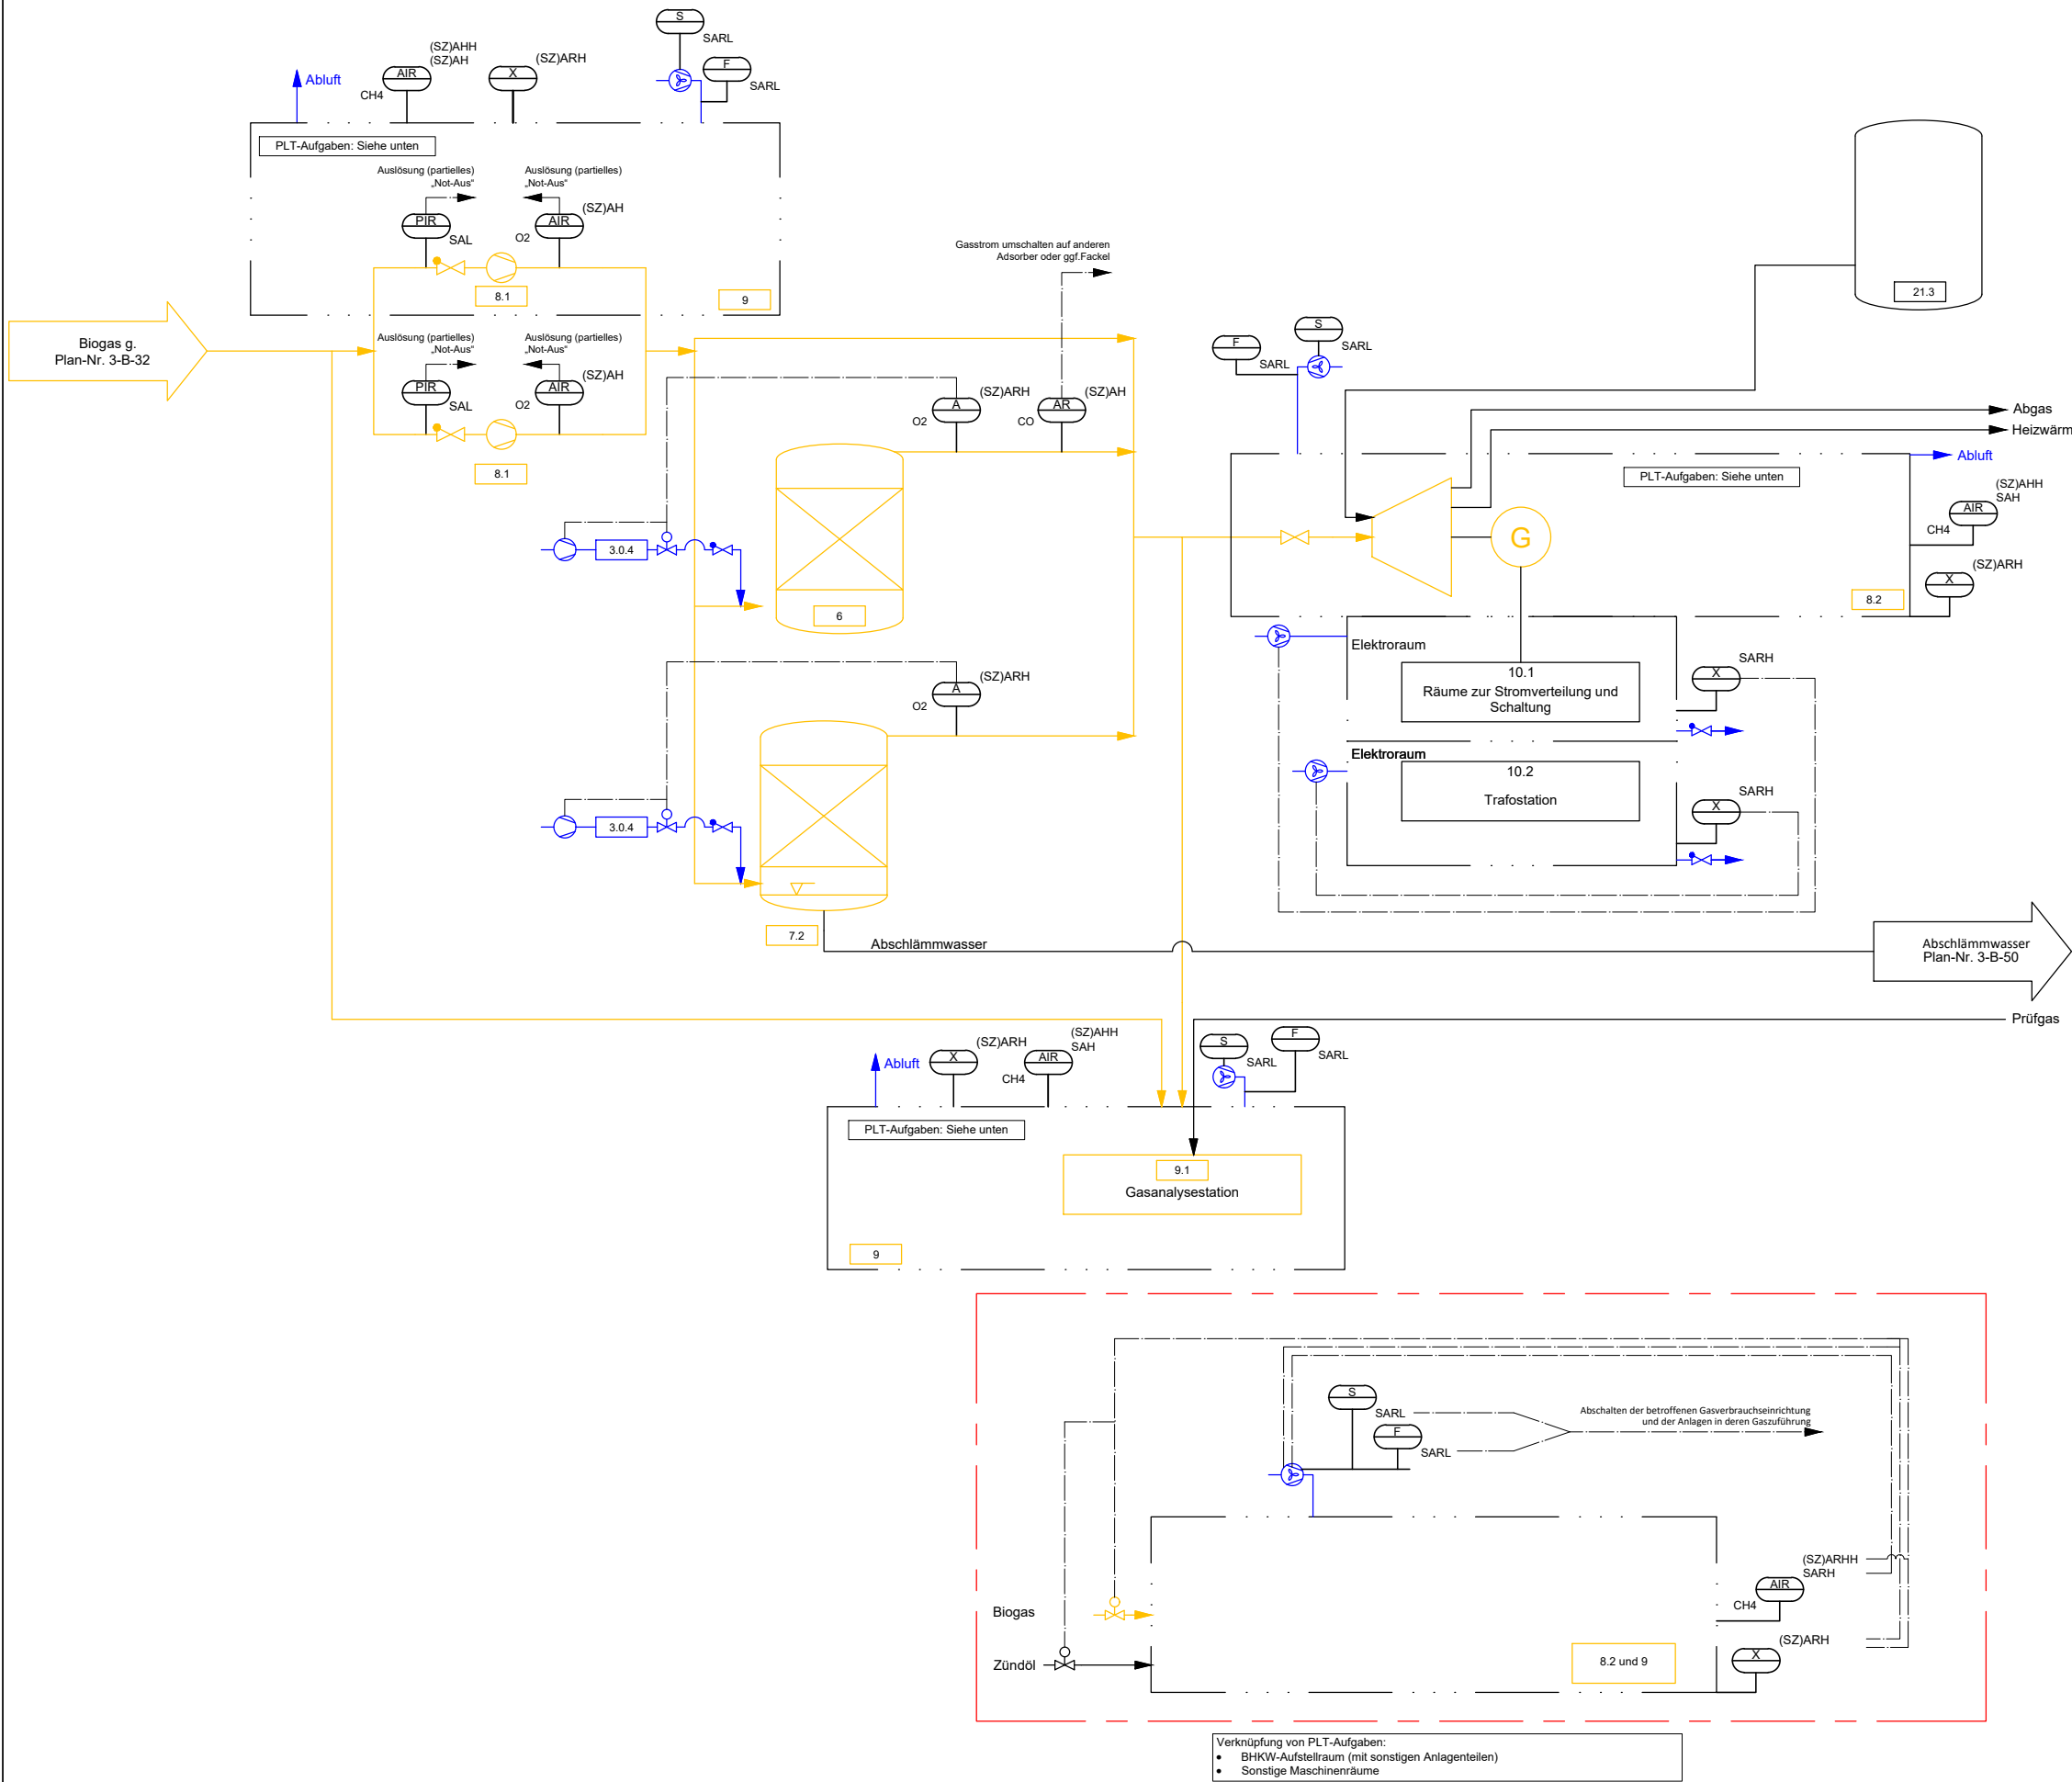 S
SARL
(SZ)AHH
(SZ)AH
AIR
CH4
X
(SZ)ARH
F
SARL
Abluft
PLT-Aufgaben: Siehe unten
Auslösung (partielles)
„Not-Aus“
Auslösung (partielles)
„Not-Aus“
PIR
SAL
AIR
O2
(SZ)AH
8.1
9
Biogas g.
Plan-Nr. 3-B-32
Auslösung (partielles)
„Not-Aus“
Auslösung (partielles)
„Not-Aus“
PIR
SAL
AIR
O2
(SZ)AH
8.1
Gasstrom umschalten auf anderen
Adsorber oder ggf.Fackel
A
O2
(SZ)ARH
AR
CO
(SZ)AH
3.0.4
6
A
O2
(SZ)ARH
3.0.4
7.2
Abschlämmwasser
21.3
F
SARL
S
SARL
Abgas
Heizwärm
Abluft
PLT-Aufgaben: Siehe unten
G
(SZ)AHH
SAH
AIR
CH4
X
(SZ)ARH
8.2
Elektroraum
10.1
Räume zur Stromverteilung und
Schaltung
X
SARH
Elektroraum
10.2
Trafostation
X
SARH
Abschlämmwasser
Plan-Nr. 3-B-50
Prüfgas
Abluft
X
(SZ)ARH
AIR
CH4
(SZ)AHH
SAH
S
SARL
F
SARL
PLT-Aufgaben: Siehe unten
9.1
Gasanalysestation
9
S
SARL
F
SARL
Abschalten der betroffenen Gasverbrauchseinrichtung
und der Anlagen in deren Gaszuführung
Biogas
Zündöl
(SZ)ARHH
SARH
AIR
CH4
(SZ)ARH
X
8.2 und 9
Verknüpfung von PLT-Aufgaben:
• BHKW-Aufstellraum (mit sonstigen Anlagenteilen)
• Sonstige Maschinenräume